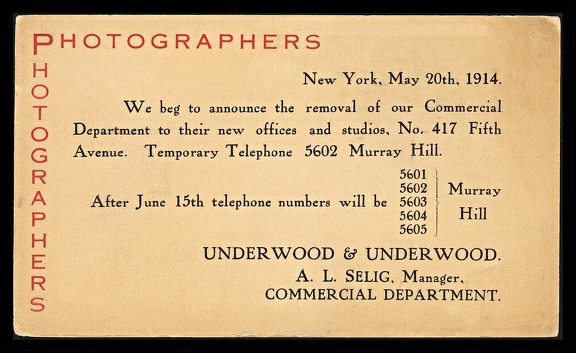 PHOTOGRAPHERS
PHOTOGRAPHERS
New York, May 20th, 1914.
We beg to announce the removal of our Commercial
Department to their new offices and studios, No. 417 Fifth
Avenue. Temporary Telephone 5602 Murray Hill.
After June 15th telephone numbers will be
5601
5602
5603
5604
5605
Murray
Hill
UNDERWOOD & UNDERWOOD.
A. L. SELIG, Manager,
COMMERCIAL DEPARTMENT.